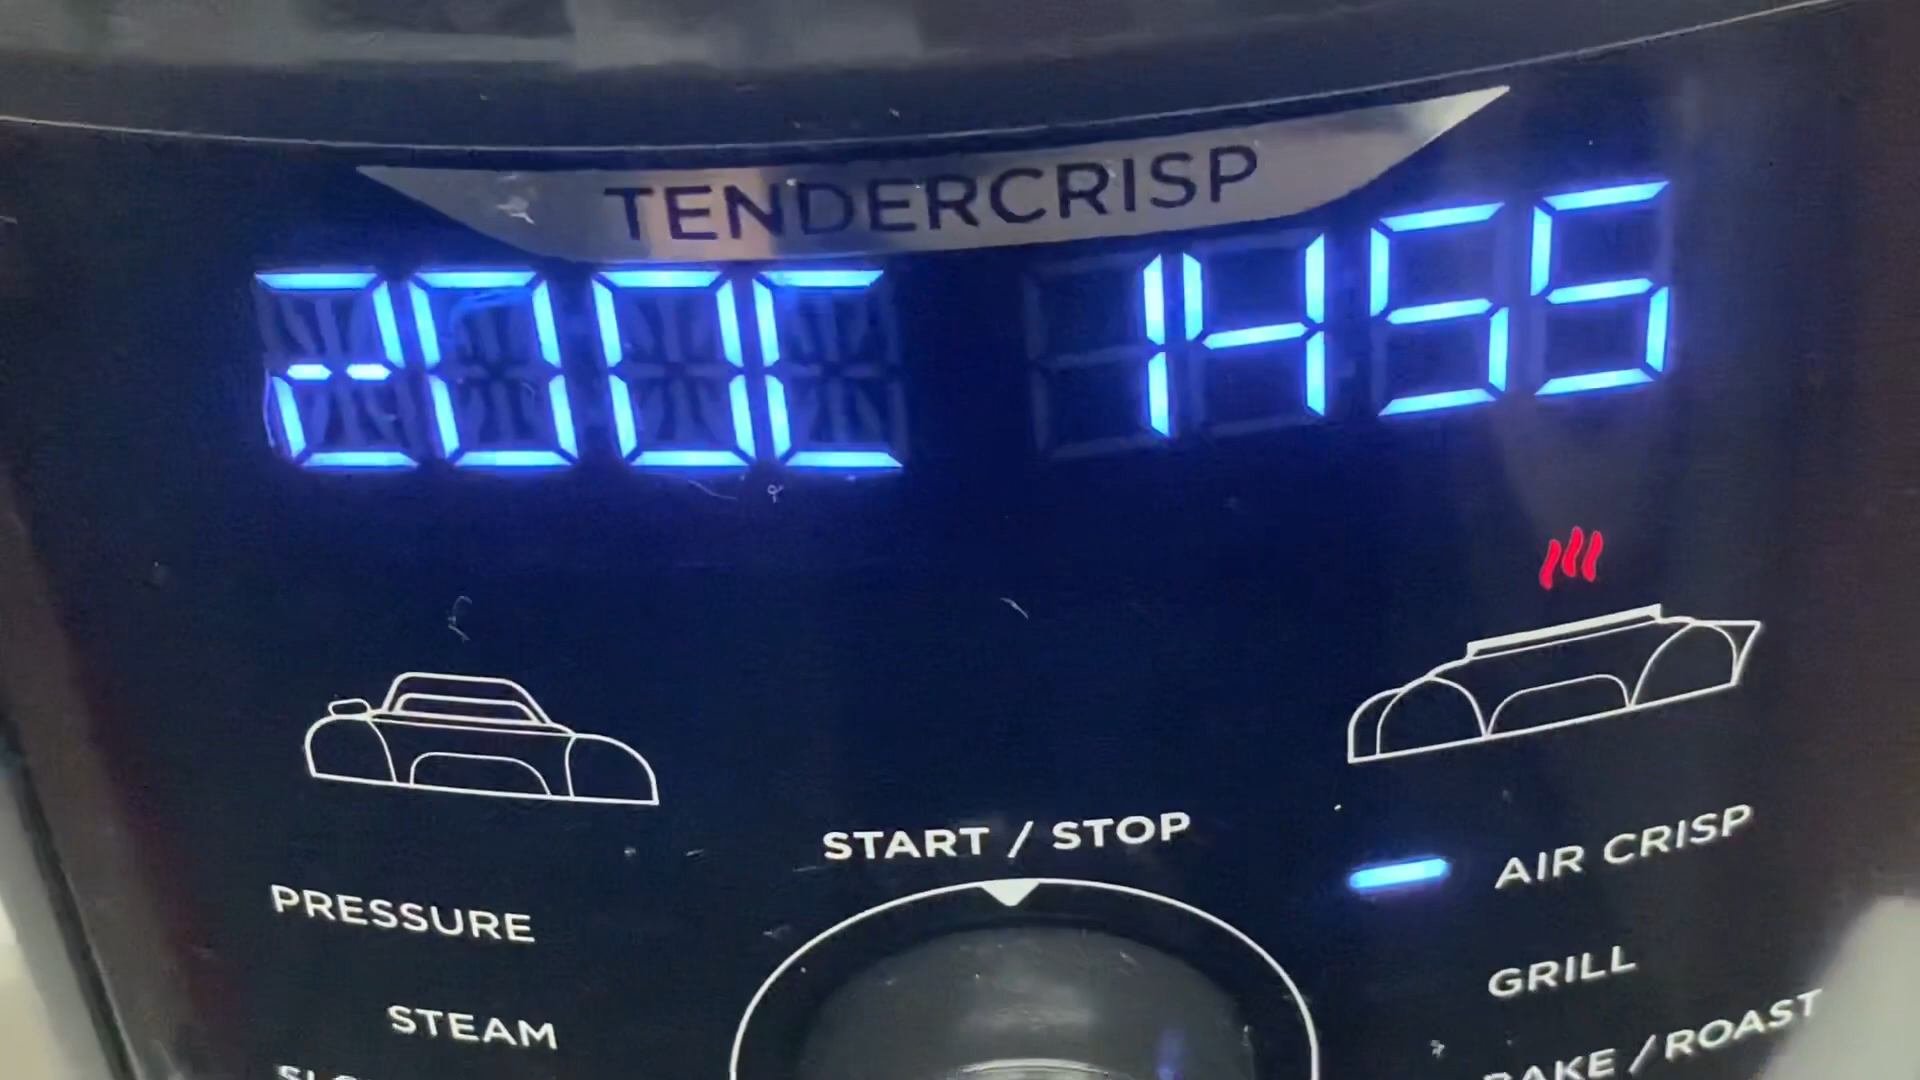 TENDERCRISP
200C 1455
START / STOP
AIR CRISP
PRESSURE
GRILL
STEAM
BAKE / ROAST